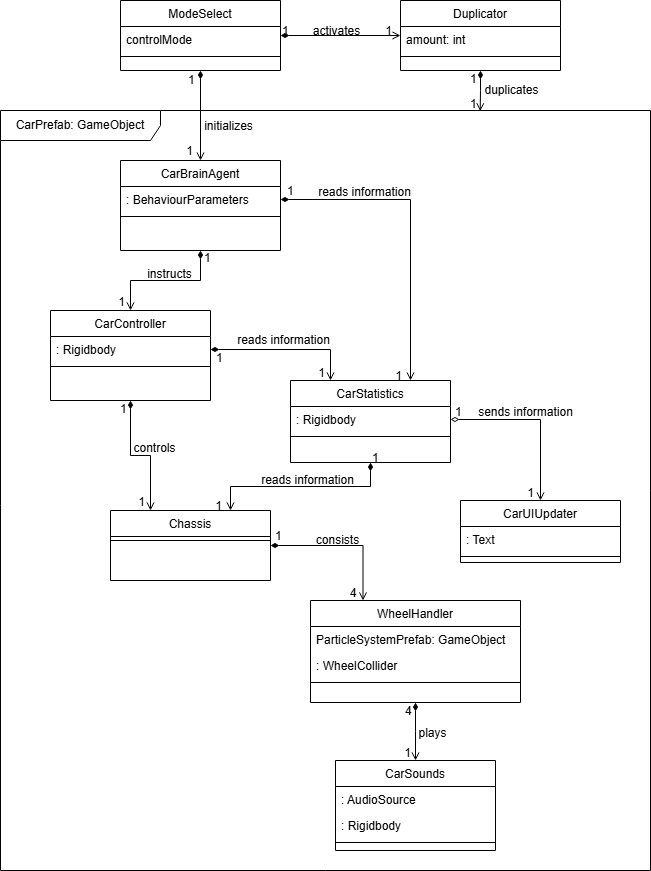 ModeSelect
controlMode
1
activates
1
Duplicator
amount: int
1
duplicates
1
1
initializes
1
CarPrefab: GameObject
CarBrainAgent
: BehaviourParameters
1
reads information
1
1
instructs
1
CarController
: Rigidbody
1
reads information
1
CarStatistics
: Rigidbody
1
sends information
1
1
controls
1
1
reads information
1
Chassis
CarUIUpdater
: Text
1
consists
4
WheelHandler
ParticleSystemPrefab: GameObject
: WheelCollider
4
plays
1
CarSounds
: AudioSource
: Rigidbody